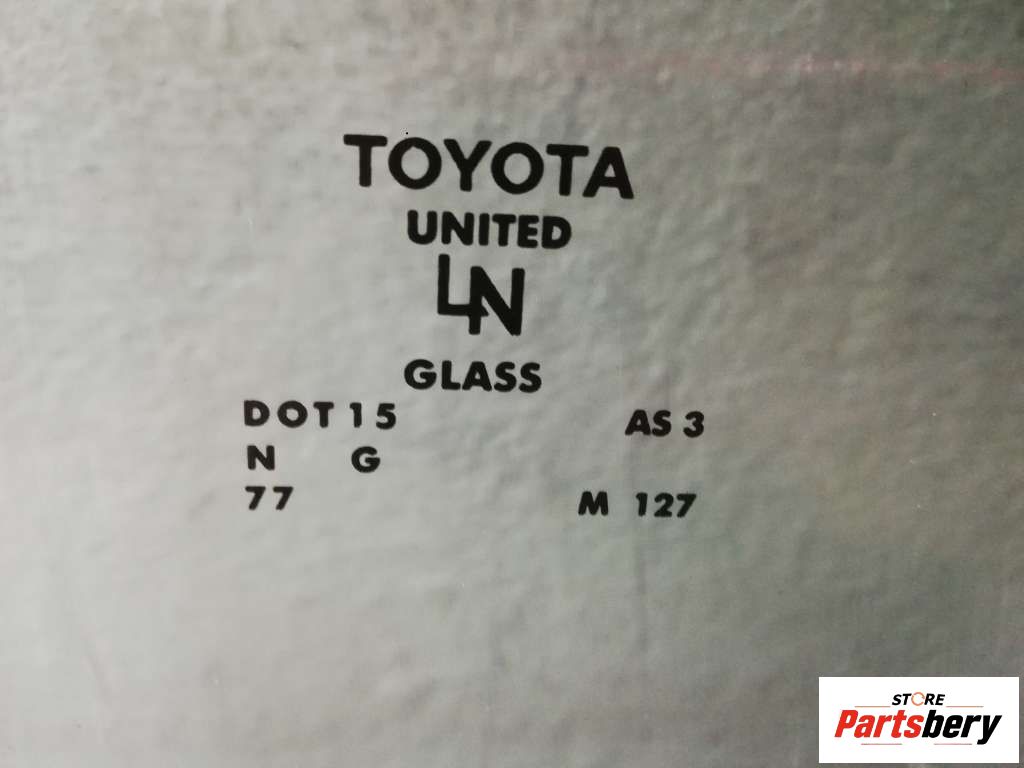 TOYOTA
UNITED
LN
GLASS
DOT 15 AS 3
N G
77 M 127
STORE
Partsbery